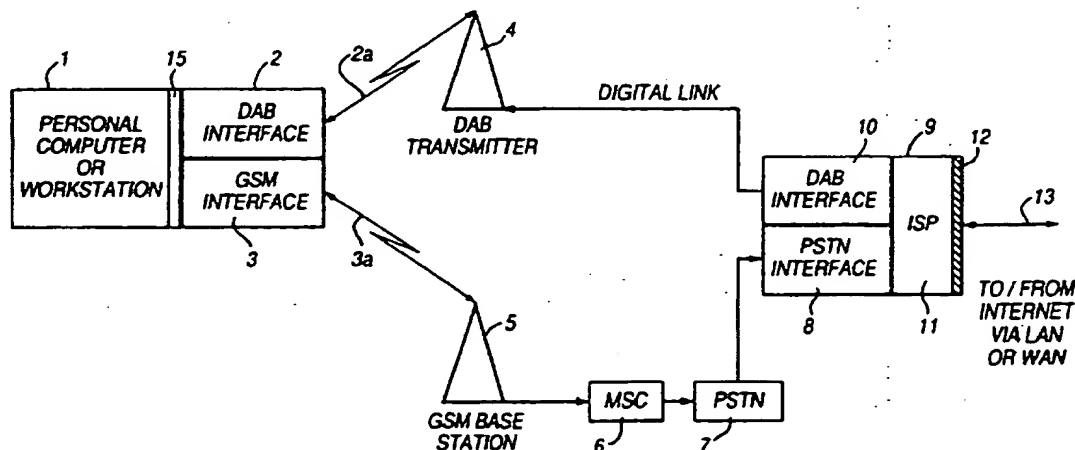 1
15
2
PERSONAL
COMPUTER
OR
WORKSTATION
DAB
INTERFACE
GSM
INTERFACE
3
2a
3a
4
DAB
TRANSMITTER
DIGITAL LINK
5
GSM BASE
STATION
MSC
6
PSTN
7
10
9
12
DAB
INTERFACE
PSTN
INTERFACE
ISP
8
11
13
TO / FROM
INTERNET
VIA LAN
OR WAN